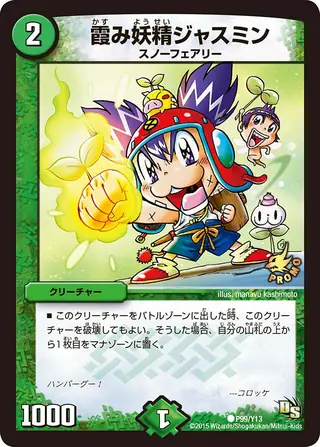 2
かす ようせい
霞み妖精ジャスミン
スノーフェアリー
PROMO
illus. manavu kashimoto
クリーチャー
■ このクリーチャーをバトルゾーンに出した時、このクリーチャーを破壊してもよい。そうした場合、自分の山札の上から1枚目をマナゾーンに置く。
ハンバーグー!
---コロッケ
1000
1
P99/Y13
DS
©2015 Wizards/Shogakukan/Mitsui-Kids